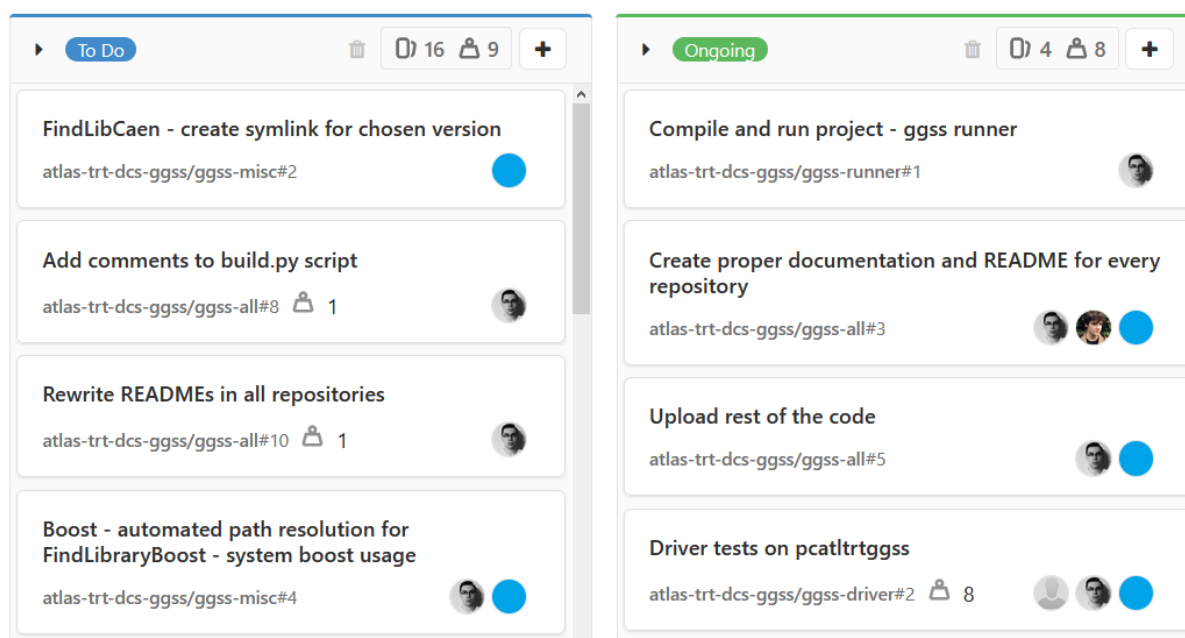 To Do 16 9
FindLibCaen - create symlink for chosen version
atlas-trt-dcs-ggss/ggss-misc#2
Add comments to build.py script
atlas-trt-dcs-ggss/ggss-all#8 1
Rewrite READMEs in all repositories
atlas-trt-dcs-ggss/ggss-all#10 1
Boost - automated path resolution for
FindLibraryBoost - system boost usage
atlas-trt-dcs-ggss/ggss-misc#4
Ongoing 4 8
Compile and run project - ggss runner
atlas-trt-dcs-ggss/ggss-runner#1
Create proper documentation and README for every
repository
atlas-trt-dcs-ggss/ggss-all#3
Upload rest of the code
atlas-trt-dcs-ggss/ggss-all#5
Driver tests on pcatltrtggss
atlas-trt-dcs-ggss/ggss-driver#2 8